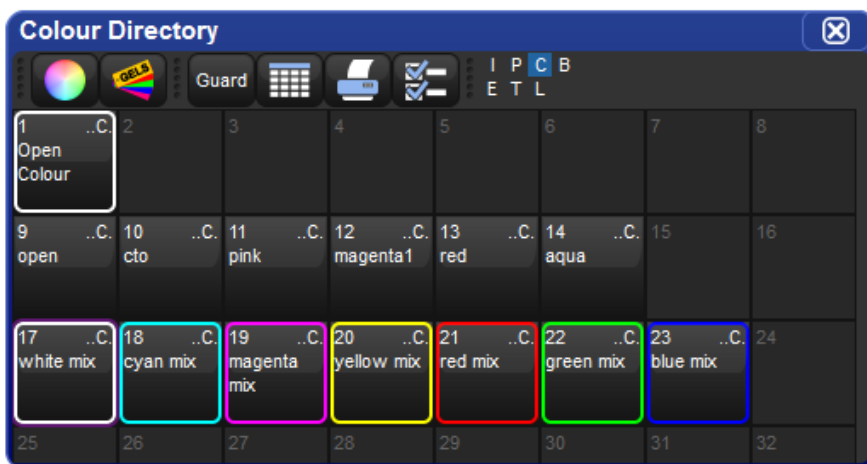 Colour Directory
GELS
Guard
I P C B
E T L
1 ..C. 2 3 4 5 6 7 8
Open
Colour
9 ..C. 10 ..C. 11 ..C. 12 ..C. 13 ..C. 14 ..C. 15 16
open cto pink magenta1 red aqua
17 ..C. 18 ..C. 19 ..C. 20 ..C. 21 ..C. 22 ..C. 23 ..C. 24
white mix cyan mix magenta yellow mix red mix green mix blue mix
mix
25 26 27 28 29 30 31 32